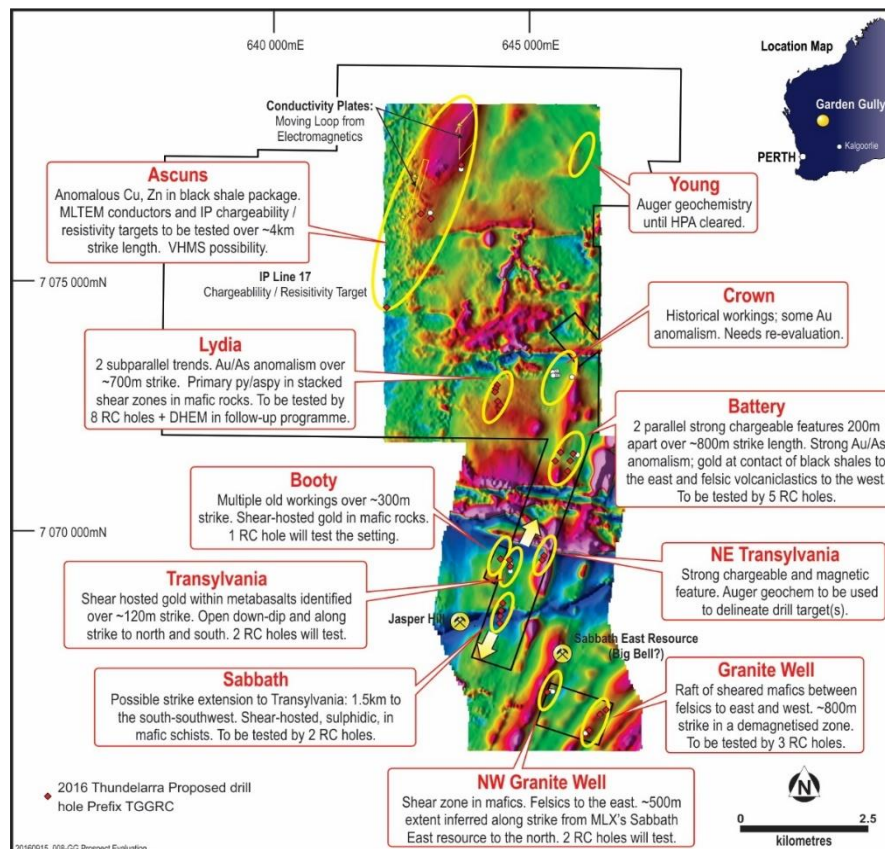 640 000mE
645 000mE
Location Map
Garden Gully
Kalgoorlie
PERTH
Conductivity Plates:
Moving Loop from
Electromagnetics
Ascuns
Anomalous Cu, Zn in black shale package.
MLTEM conductors and IP chargeability /
resistivity targets to be tested over ~4km
strike length. VHMS possibility.
Young
Auger geochemistry
until HPA cleared.
7 075 000mN
IP Line 17
Chargeablility / Resisitivity Target
Crown
Historical workings; some Au
anomalism. Needs re-evaluation.
Lydia
2 subparallel trends. Au/As anomalism over
~700m strike. Primary py/aspy in stacked
shear zones in mafic rocks. To be tested by
8 RC holes + DHEM in follow-up programme.
Battery
2 parallel strong chargeable features 200m
apart over ~800m strike length. Strong Au/As
anomalism; gold at contact of black shales to
the east and felsic volcaniclastics to the west.
To be tested by 5 RC holes.
Booty
Multiple old workings over ~300m
strike. Shear-hosted gold in mafic rocks.
1 RC hole will test the setting.
7 070 000mN
NE Transylvania
Strong chargeable and magnetic
feature. Auger geochem to be used
to delineate drill target(s).
Transylvania
Shear hosted gold within metabasalts identified
over ~120m strike. Open down-dip and along
strike to north and south. 2 RC holes will test.
Jasper Hill
Sabbath East Resource
(Big Bell?)
Sabbath
Possible strike extension to Transylvania: 1.5km to
the south-southwest. Shear-hosted, sulphidic, in
mafic schists. To be tested by 2 RC holes.
Granite Well
Raft of sheared mafics between
felsics to east and west. ~800m
strike in a demagnetised zone.
To be tested by 3 RC holes.
NW Granite Well
Shear zone in mafics. Felsics to the east. ~500m
extent inferred along strike from MLX's Sabbath
East resource to the north. 2 RC holes will test.
2016 Thundelarra Proposed drill
hole Prefix TGGRC
N
0
2.5
kilometres
20160915_008-GG Prospect Evaluation